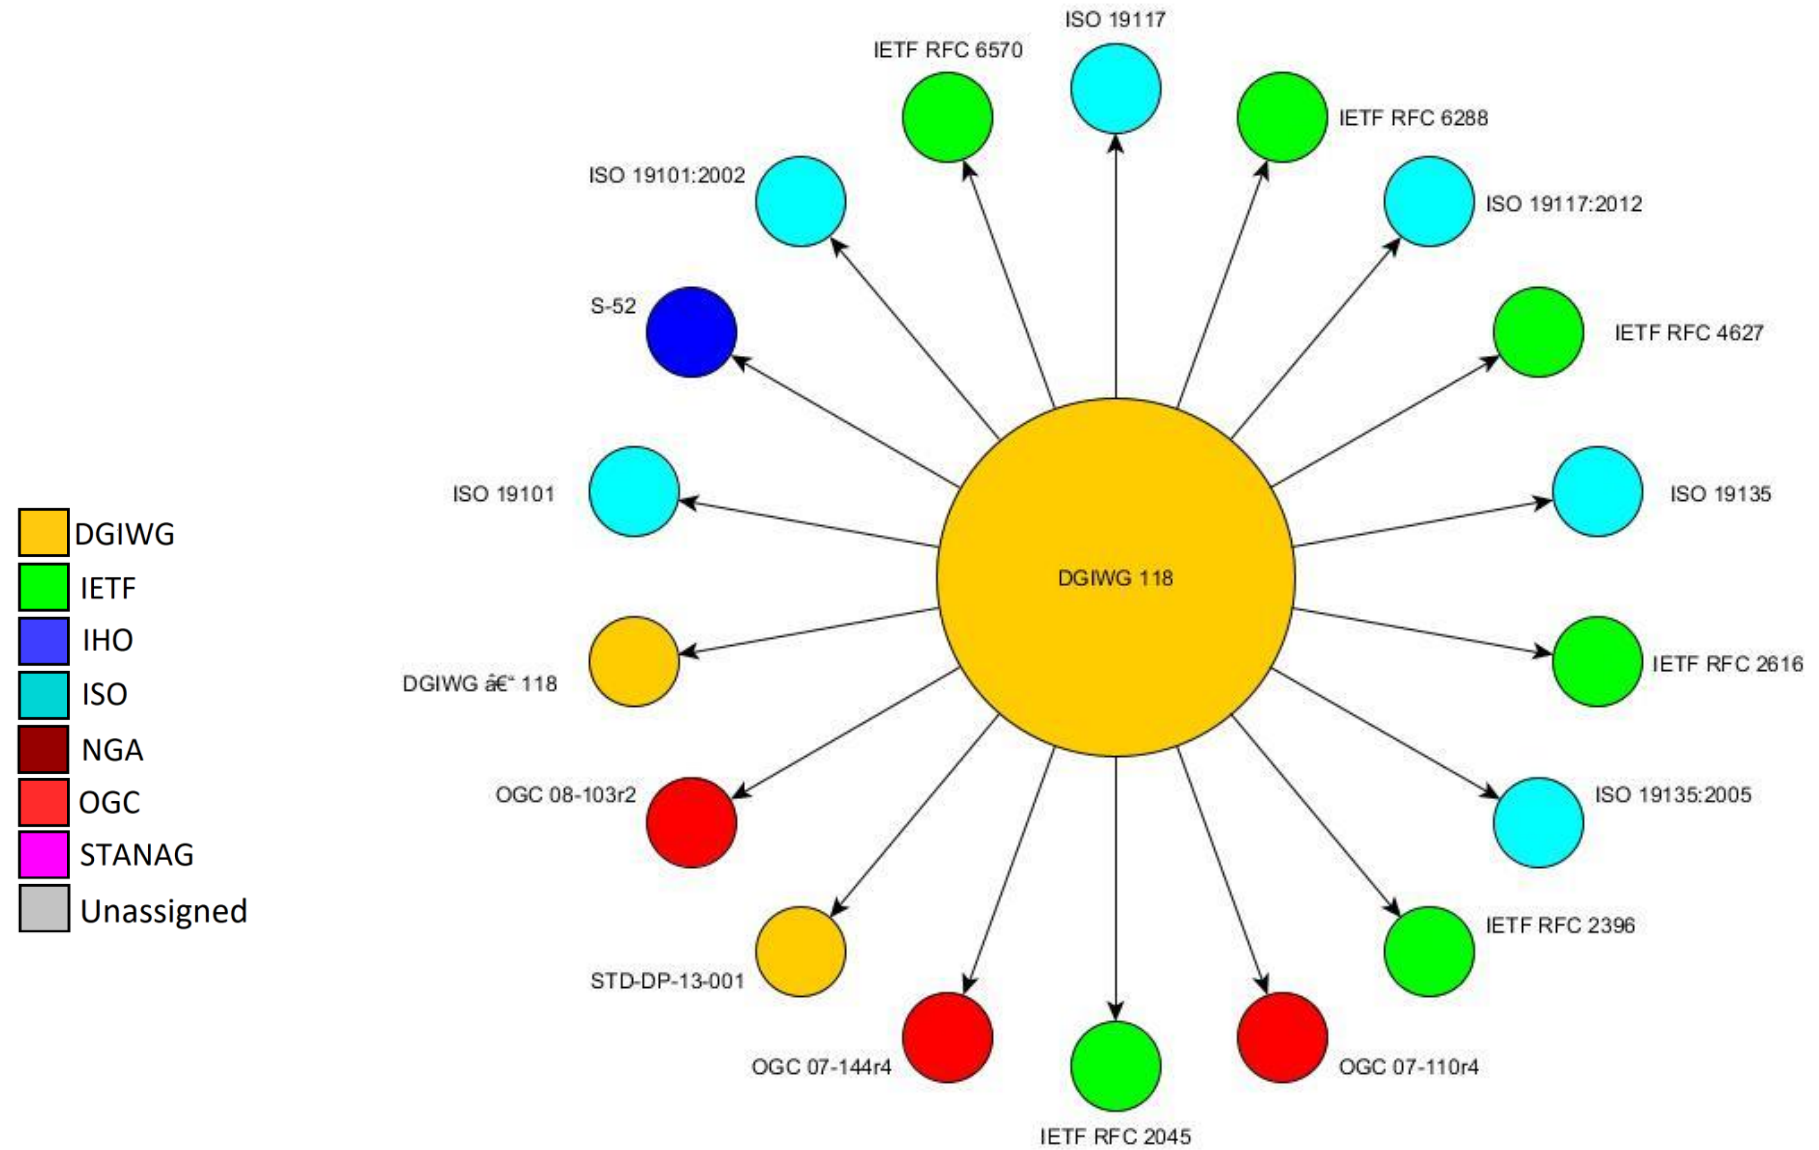 ISO 19117
IETF RFC 6570
IETF RFC 6288
ISO 19101:2002
ISO 19117:2012
S-52
IETF RFC 4627
ISO 19101
ISO 19135
DGIWG
IETF
IHO
ISO
NGA
OGC
STANAG
Unassigned
DGIWG 118
DGIWG â€“ 118
IETF RFC 2616
OGC 08-103r2
ISO 19135:2005
STD-DP-13-001
IETF RFC 2396
OGC 07-144r4
OGC 07-110r4
IETF RFC 2045